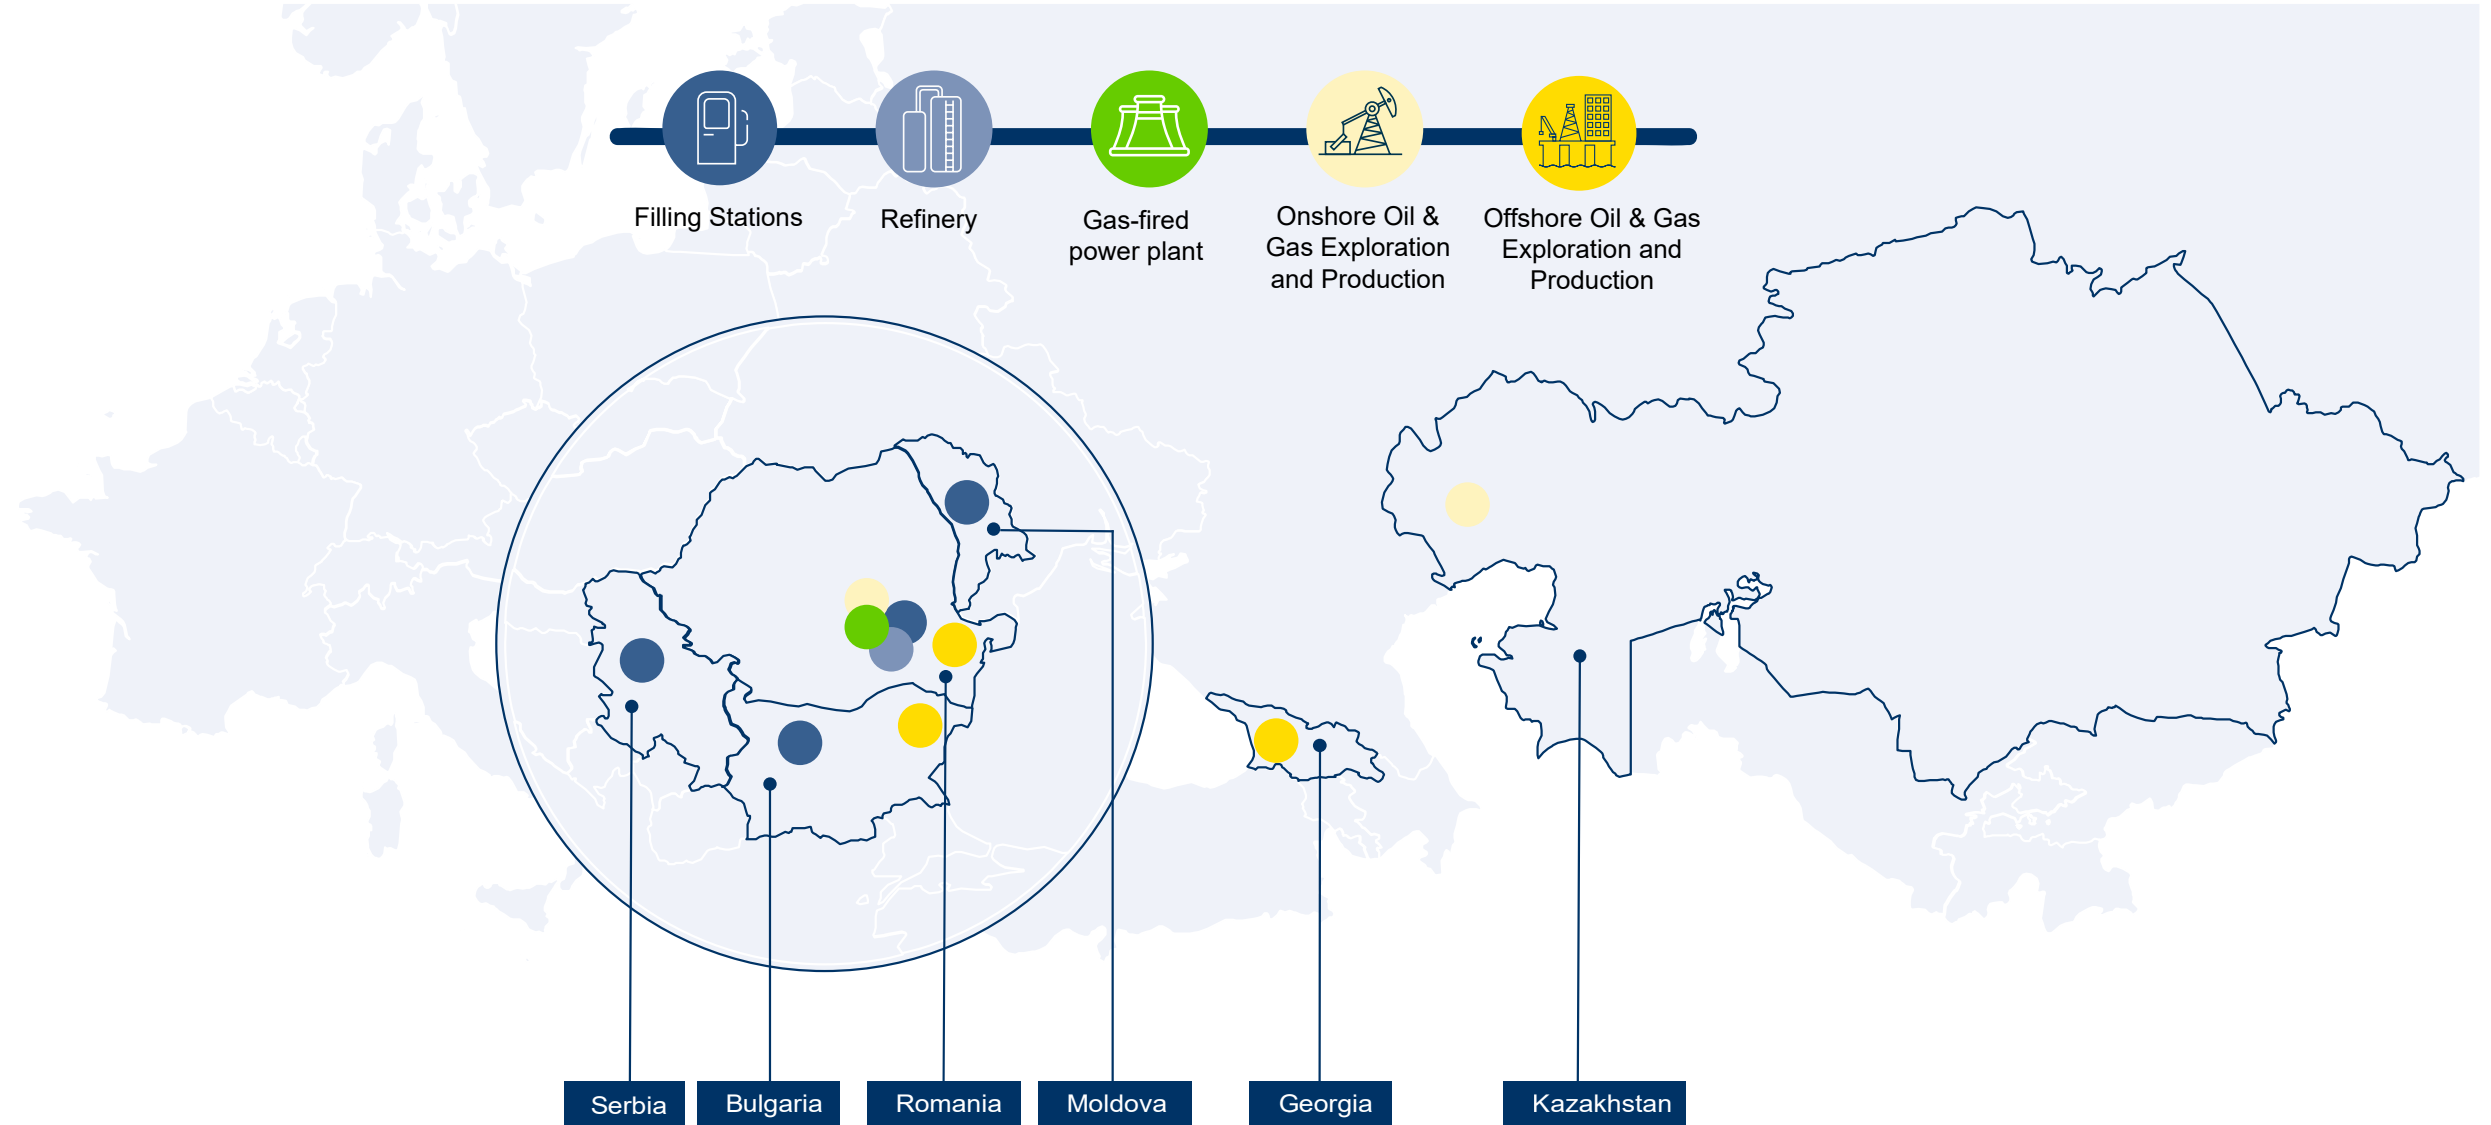 Filling Stations
Refinery
Gas-fired
power plant
Onshore Oil &
Gas Exploration
and Production
Offshore Oil & Gas
Exploration and
Production
Serbia
Bulgaria
Romania
Moldova
Georgia
Kazakhstan